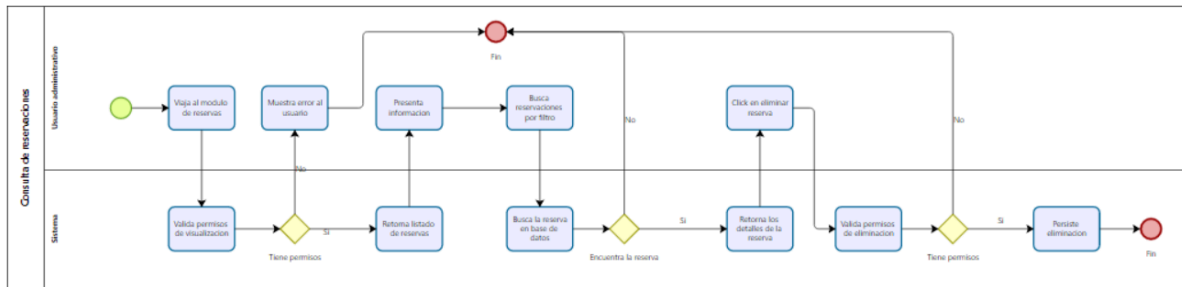 Consulta de reservaciones
Usuario administrativo
Fin
Viaja al modulo
de reservas
Muestra error al
usuario
Presenta
informacion
Busca
reservaciones
por filtro
Click en eliminar
reserva
No
No
No
Sistema
Valida permisos
de visualizacion
Tiene permisos
Si
Retorna listado
de reservas
Busca la reserva
en base de
datos
Encuentra la reserva
Si
Retorna los
detalles de la
reserva
Valida permisos
de eliminacion
Tiene permisos
Si
Persiste
eliminacion
Fin